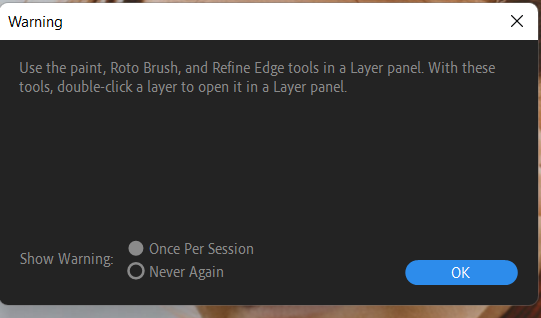 Warning
Use the paint, Roto Brush, and Refine Edge tools in a Layer panel. With these
tools, double-click a layer to open it in a Layer panel.
Show Warning:
Once Per Session
Never Again
OK